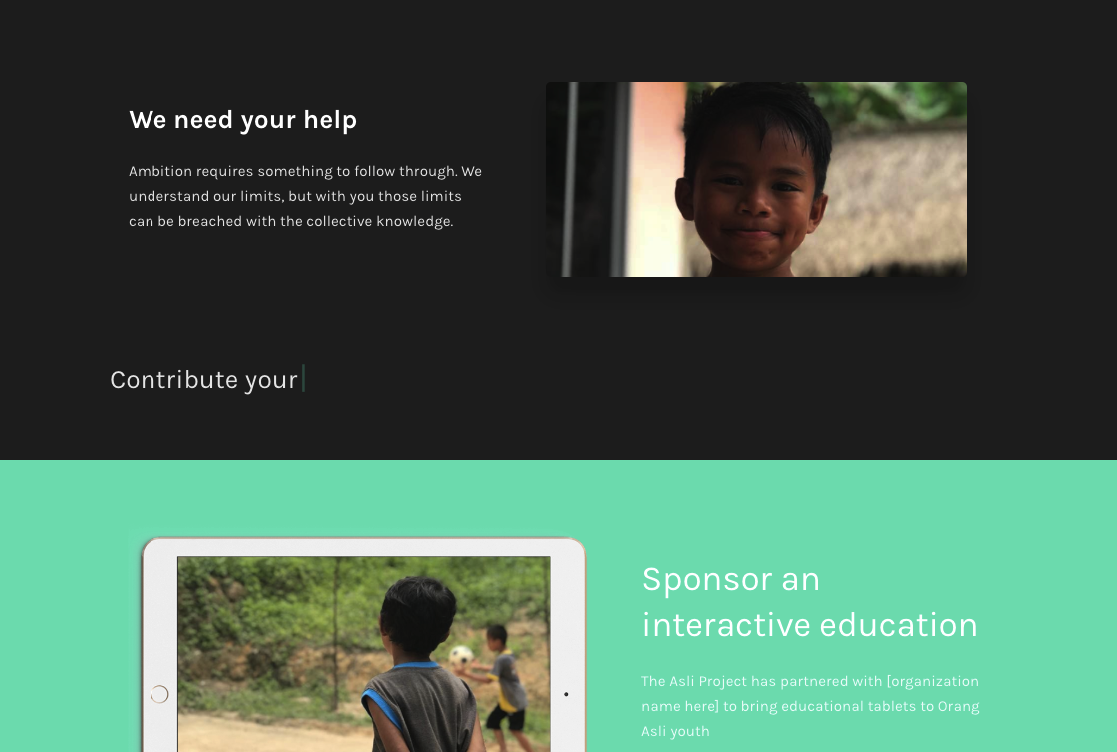 We need your help
Ambition requires something to follow through. We
understand our limits, but with you those limits
can be breached with the collective knowledge.
Contribute your
Sponsor an
interactive education
The Asli Project has partnered with [organization
name here] to bring educational tablets to Orang
Asli youth